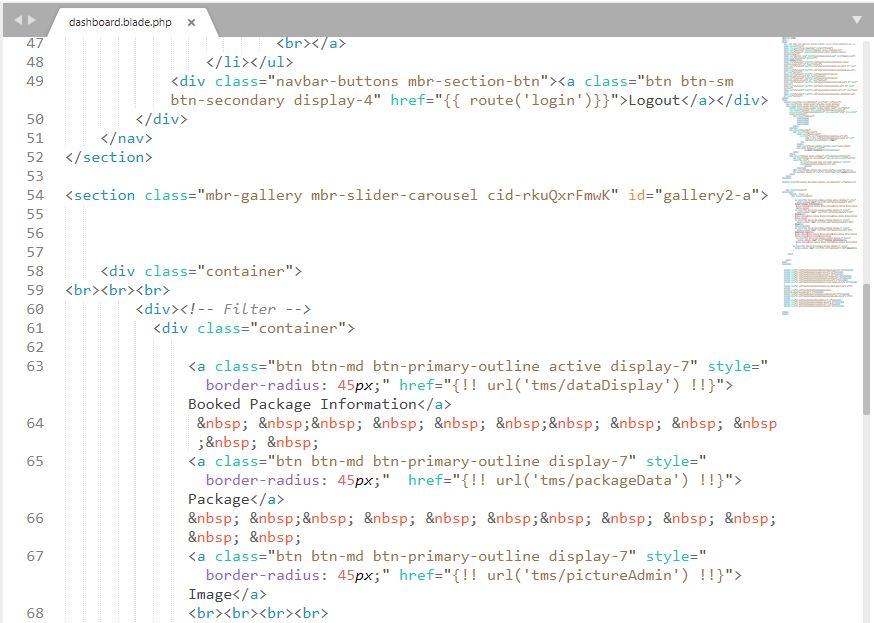 dashboard.blade.php ×
47 <br></a>
48 </li></ul>
49 <div class="navbar-buttons mbr-section-btn"><a class="btn btn-sm
btn-secondary display-4" href="{{ route('login')}}">Logout</a></div>
50 </div>
51 </nav>
52 </section>
53
54 <section class="mbr-gallery mbr-slider-carousel cid-rkuQxrFmwK" id="gallery2-a">
55
56
57
58 <div class="container">
59 <br><br><br>
60 <div><!-- Filter -->
61 <div class="container">
62
63 <a class="btn btn-md btn-primary-outline active display-7" style="
border-radius: 45px;" href="{!! url('tms/dataDisplay') !!}">
Booked Package Information</a>
64 &nbsp; &nbsp;&nbsp; &nbsp; &nbsp; &nbsp;&nbsp; &nbsp; &nbsp; &nbsp
;&nbsp; &nbsp;
65 <a class="btn btn-md btn-primary-outline display-7" style="
border-radius: 45px;"  href="{!! url('tms/packageData') !!}">
Package</a>
66 &nbsp; &nbsp;&nbsp; &nbsp; &nbsp; &nbsp;&nbsp; &nbsp; &nbsp; &nbsp;
&nbsp; &nbsp;
67 <a class="btn btn-md btn-primary-outline display-7" style="
border-radius: 45px;" href="{!! url('tms/pictureAdmin') !!}">
Image</a>
68 <br><br><br><br>